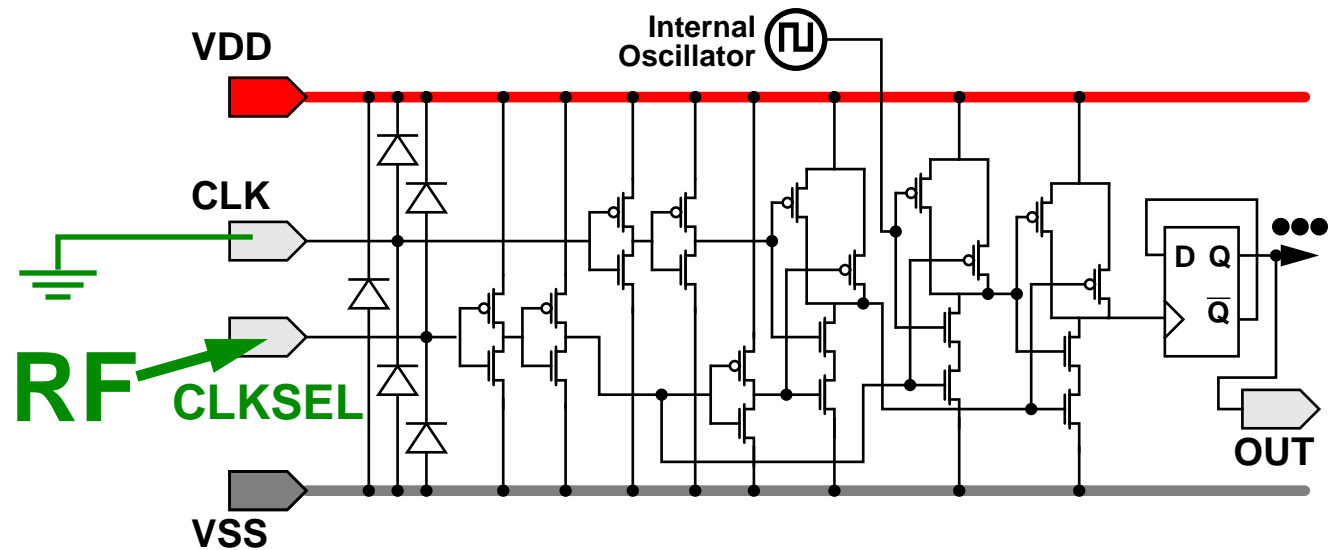 Internal
Oscillator
VDD
CLK
RF
CLKSEL
VSS
D Q
Q
OUT